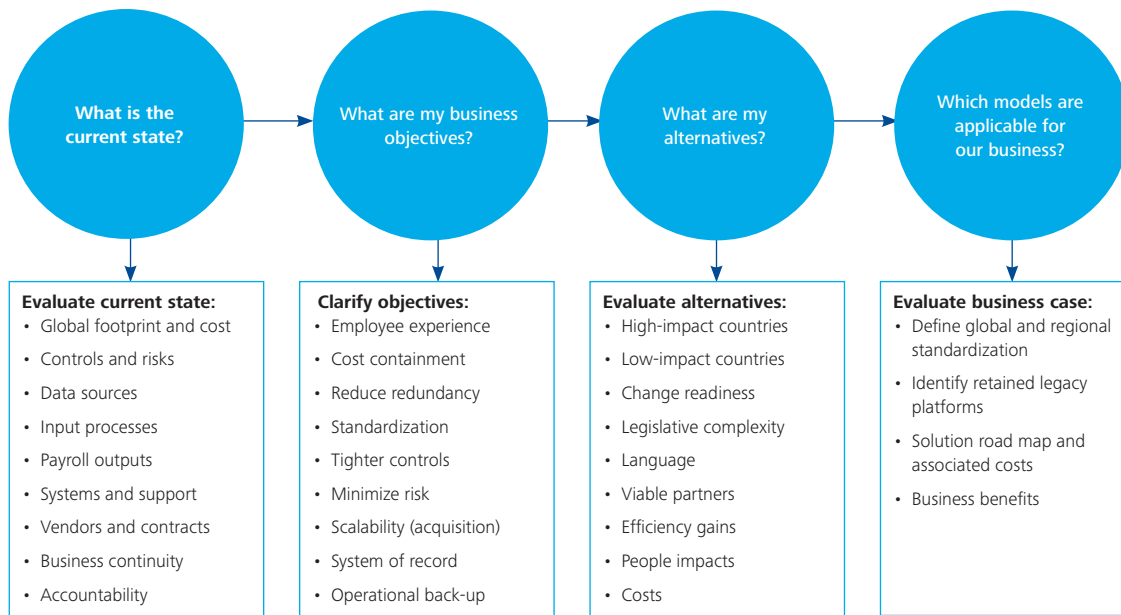 What is the
current state?
What are my business
objectives?
What are my
alternatives?
Which models are
applicable for
our business?
Evaluate current state:
• Global footprint and cost
• Controls and risks
• Data sources
• Input processes
• Payroll outputs
• Systems and support
• Vendors and contracts
• Business continuity
• Accountability
Clarify objectives:
• Employee experience
• Cost containment
• Reduce redundancy
• Standardization
• Tighter controls
• Minimize risk
• Scalability (acquisition)
• System of record
• Operational back-up
Evaluate alternatives:
• High-impact countries
• Low-impact countries
• Change readiness
• Legislative complexity
• Language
• Viable partners
• Efficiency gains
• People impacts
• Costs
Evaluate business case:
• Define global and regional
standardization
• Identify retained legacy
platforms
• Solution road map and
associated costs
• Business benefits